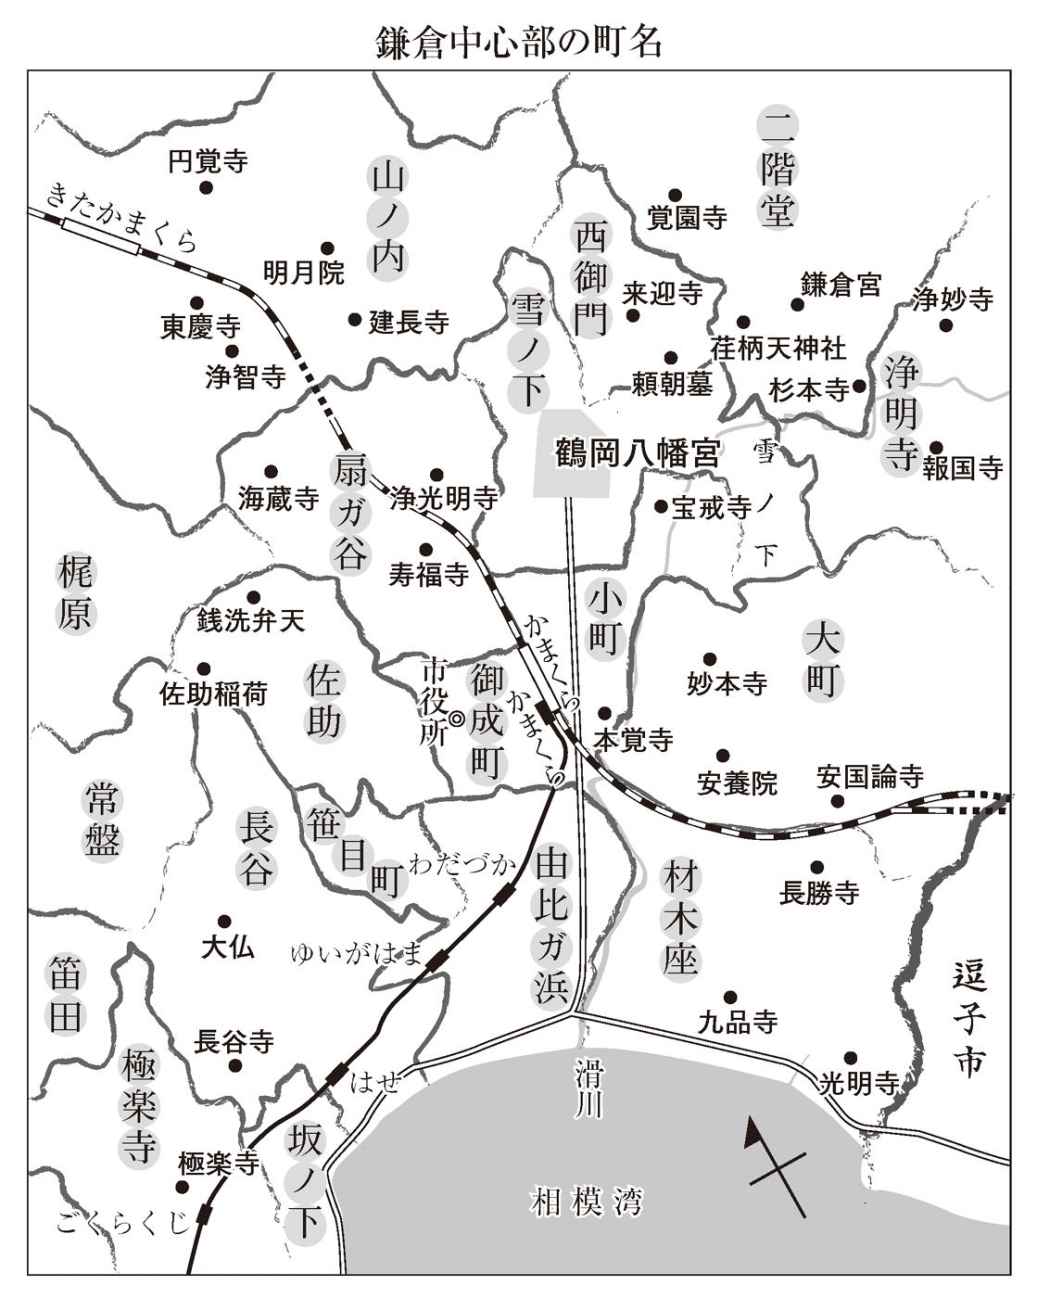 鎌倉中心部の町名
二階堂
円覚寺
山ノ内
きたかまくら
覚園寺
西御門
明月院
来迎寺
鎌倉宮
浄妙寺
東慶寺
建長寺
雪ノ下
荏柄天神社
浄智寺
頼朝墓
杉本寺
浄明寺
鶴岡八幡宮
雪ノ下
報国寺
扇ガ谷
海蔵寺
浄光明寺
宝戒寺
寿福寺
梶原
銭洗弁天
小町
大町
かまくら
佐助稲荷
佐助
市役所
御成町
かまくら
妙本寺
本覚寺
安養院
安国論寺
常盤
長谷
笹目町
わだづか
由比ガ浜
材木座
長勝寺
大仏
ゆいがはま
笛田
逗子市
九品寺
長谷寺
極楽寺
はせ
滑川
光明寺
坂ノ下
極楽寺
ごくらくじ
相模湾